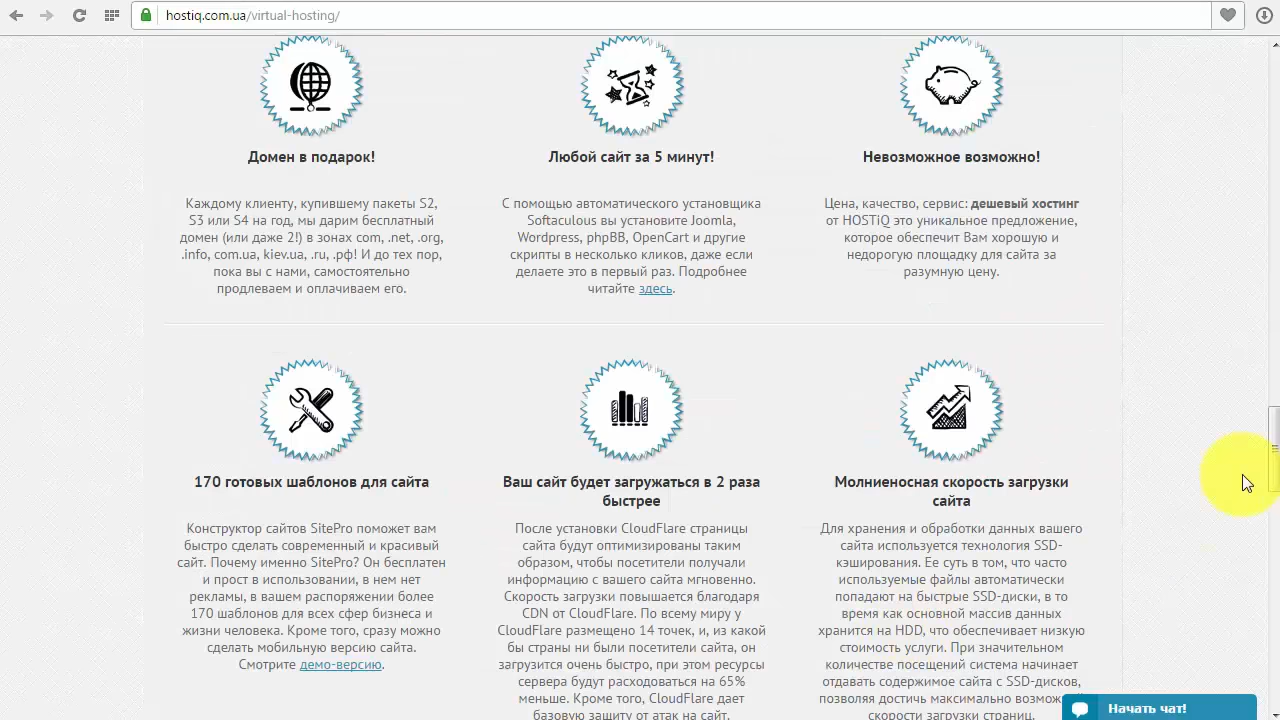 hostiq.com.ua/virtual-hosting/
Домен в подарок!
Каждому клиенту, купившему пакеты S2,
S3 или S4 на год, мы дарим бесплатный
домен (или даже 2!) в зонах com, .net, .org,
.info, com.ua, kiev.ua, .ru, .рф! И до тех пор,
пока вы с нами, самостоятельно
продлеваем и оплачиваем его.
Любой сайт за 5 минут!
С помощью автоматического установщика
Softaculous вы установите Joomla,
Wordpress, phpBB, OpenCart и другие
скрипты в несколько кликов, даже если
делаете это в первый раз. Подробнее
читайте здесь.
Невозможное возможно!
Цена, качество, сервис: дешевый хостинг
от HOSTiQ это уникальное предложение,
которое обеспечит Вам хорошую и
недорогую площадку для сайта за
разумную цену.
170 готовых шаблонов для сайта
Конструктор сайтов SitePro поможет вам
быстро сделать современный и красивый
сайт. Почему именно SitePro? Он бесплатен
и прост в использовании, в нем нет
рекламы, в вашем распоряжении более
170 шаблонов для всех сфер бизнеса и
жизни человека. Кроме того, сразу можно
сделать мобильную версию сайта.
Смотрите демо-версию.
Ваш сайт будет загружаться в 2 раза
быстрее
После установки CloudFlare страницы
сайта будут оптимизированы таким
образом, чтобы посетители получали
информацию с вашего сайта мгновенно.
Скорость загрузки повышается благодаря
CDN от CloudFlare. По всему миру у
CloudFlare размещено 14 точек, и, из какой
бы страны ни были посетители сайта, он
загрузится очень быстро, при этом ресурсы
сервера будут расходоваться на 65%
меньше. Кроме того, CloudFlare дает
базовую защиту от атак на сайт.
Молниеносная скорость загрузки
сайта
Для хранения и обработки данных вашего
сайта используется технология SSD-
кэширования. Ее суть в том, что часто
используемые файлы автоматически
попадают на быстрые SSD-диски, в то
время как основной массив данных
хранится на HDD, что обеспечивает низкую
стоимость услуги. При значительном
количестве посещений система начинает
отдавать содержимое сайта с SSD-дисков,
позволяя достичь максимально
скорости загрузки страниц.
Начать чат!